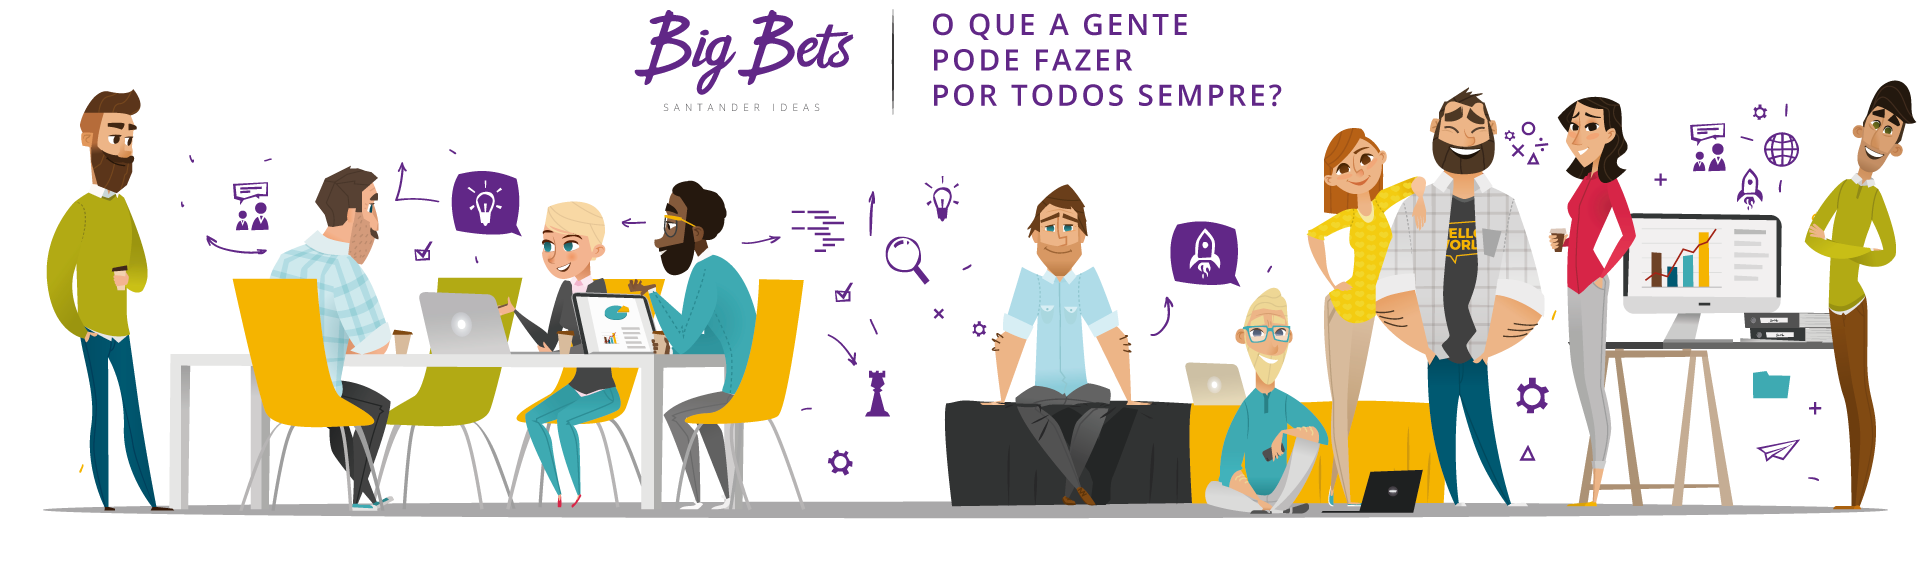 Big Bets
SANTANDER IDEAS
O QUE A GENTE
PODE FAZER
POR TODOS SEMPRE?